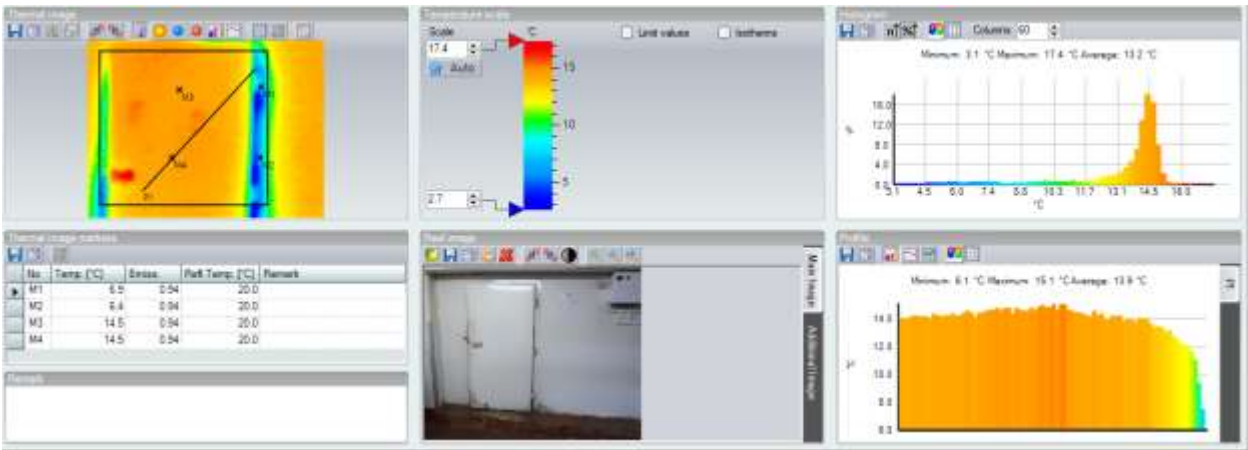 Thermal image
M3
M1
M4
M2
P1
Temperature scale
Scale
°C
17.4
Auto
Limit values
Isotherms
15
10
5
2.7
Histogram
Columns: 60
Minimum: 3.1 °C Maximum: 17.4 °C Average: 13.2 °C
16.0
12.0
8.0
4.0
0.0
3.1 4.5 6.0 7.4 8.8 10.3 11.7 13.1 14.5 16.0
°C
Thermal image markers
No. Temp. [°C] Emiss. Refl. Temp. [°C] Remark
M1 6.9 0.94 20.0
M2 6.4 0.94 20.0
M3 14.5 0.94 20.0
M4 14.5 0.94 20.0
Remark
Real image
Main Image
Additional Image
Profile
Minimum: 6.1 °C Maximum: 15.1 °C Average: 13.9 °C
P1
14.0
12.0
10.0
8.0
6.0
°C